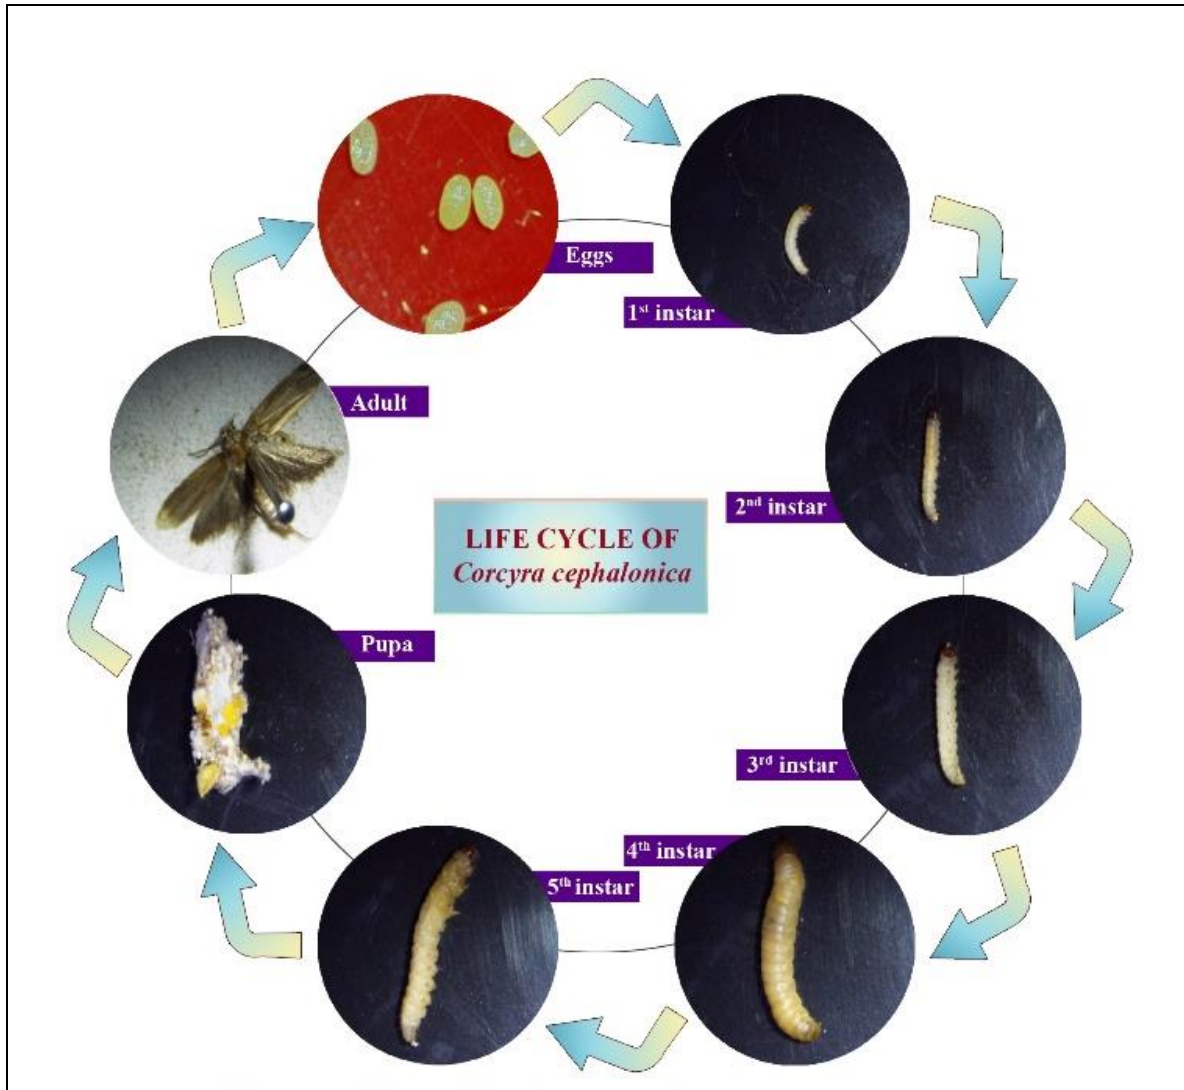 Eggs
1st instar
Adult
2nd instar
LIFE CYCLE OF
Corcyra cephalonica
Pupa
3rd instar
4th instar
5th instar